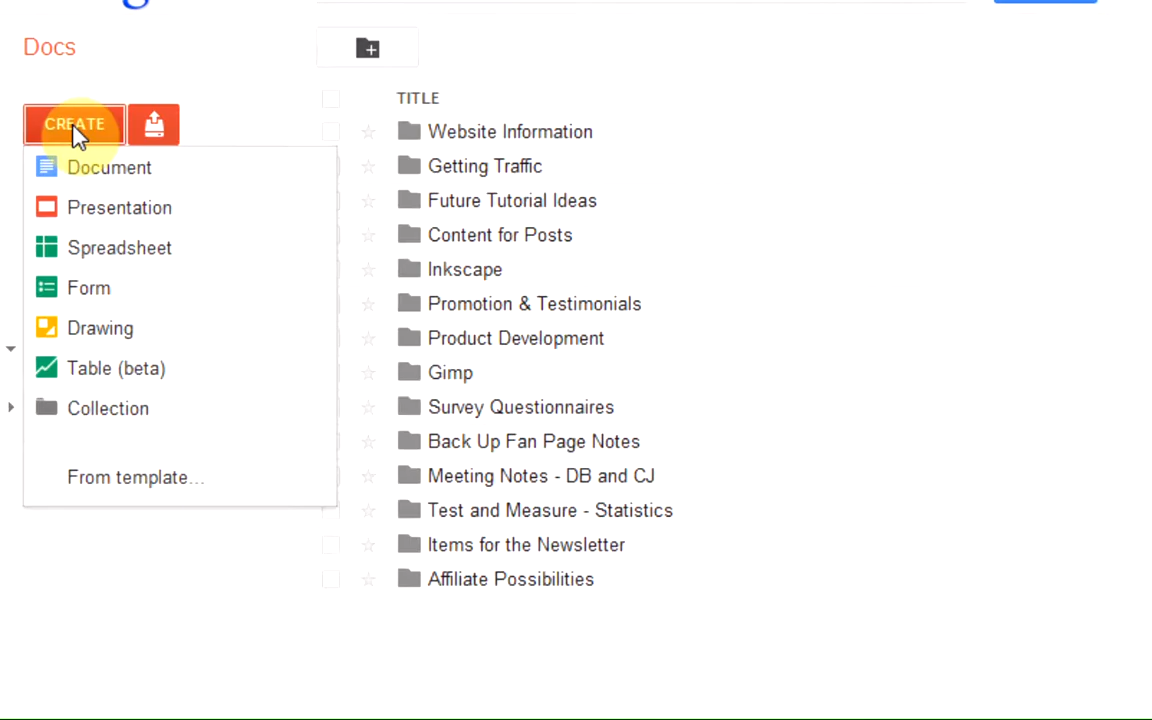 Docs
CREATE
Document
Presentation
Spreadsheet
Form
Drawing
Table (beta)
Collection
From template...
TITLE
Website Information
Getting Traffic
Future Tutorial Ideas
Content for Posts
Inkscape
Promotion & Testimonials
Product Development
Gimp
Survey Questionnaires
Back Up Fan Page Notes
Meeting Notes - DB and CJ
Test and Measure - Statistics
Items for the Newsletter
Affiliate Possibilities